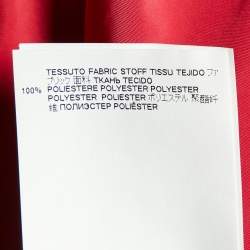 TESSUTO FABRIC STOFF TISSU TEJIDO ファ
ブリック 面料 ТКАНЬ TECIDO
100% POLIESTERE POLYESTER POLYESTER
POLYESTER POLIESTER ポリエステル 聚酯纤
维 ПОЛИЭСТЕР POLIÉSTER